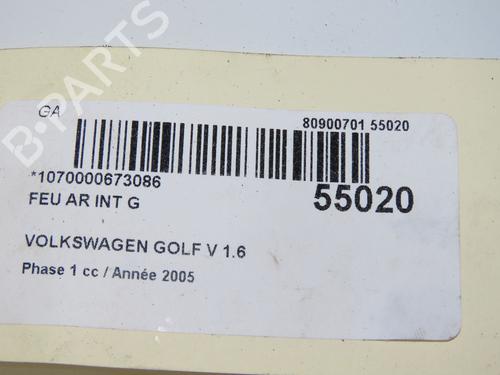 GA
80900701 55020
*1070000673086
55020
FEU AR INT G
VOLKSWAGEN GOLF V 1.6
Phase 1 cc / Année 2005
B-PARTS